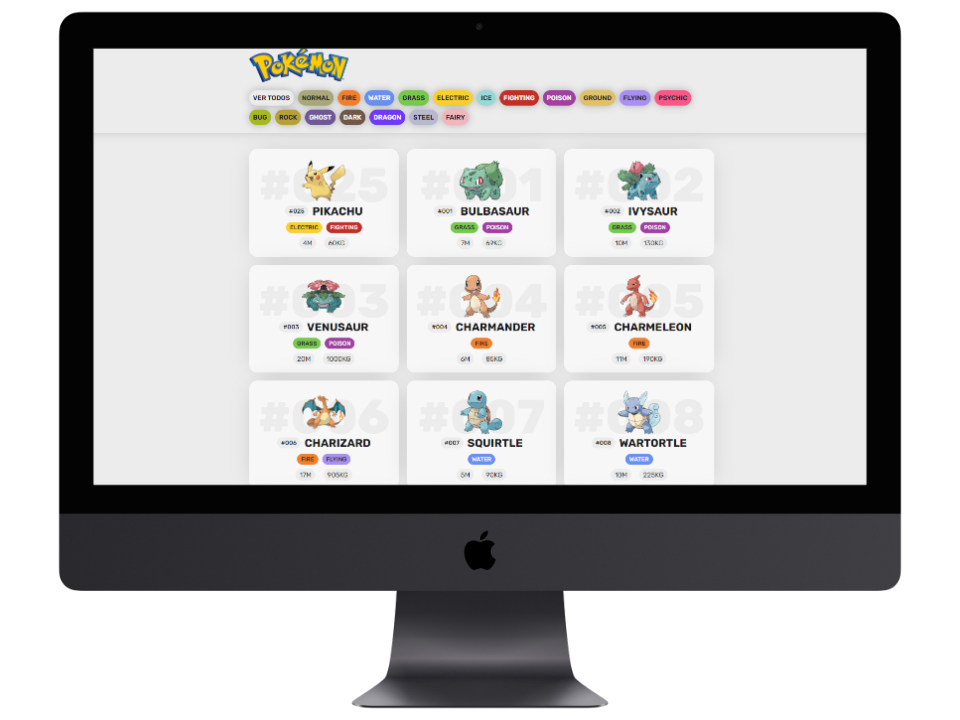 POKéMON
VER TODOS NORMAL FIRE WATER GRASS ELECTRIC ICE FIGHTING POISON GROUND FLYING PSYCHIC
BUG ROCK GHOST DARK DRAGON STEEL FAIRY
#025
#025 PIKACHU
ELECTRIC FIGHTING
4M 60KG
#001
#001 BULBASAUR
GRASS POISON
7M 69KG
#002
#002 IVYSAUR
GRASS POISON
10M 130KG
#003
#003 VENUSAUR
GRASS POISON
20M 1000KG
#004
#004 CHARMANDER
FIRE
6M 85KG
#005
#005 CHARMELEON
FIRE
11M 190KG
#006
#006 CHARIZARD
FIRE FLYING
17M 905KG
#007
#007 SQUIRTLE
WATER
5M 90KG
#008
#008 WARTORTLE
WATER
10M 225KG